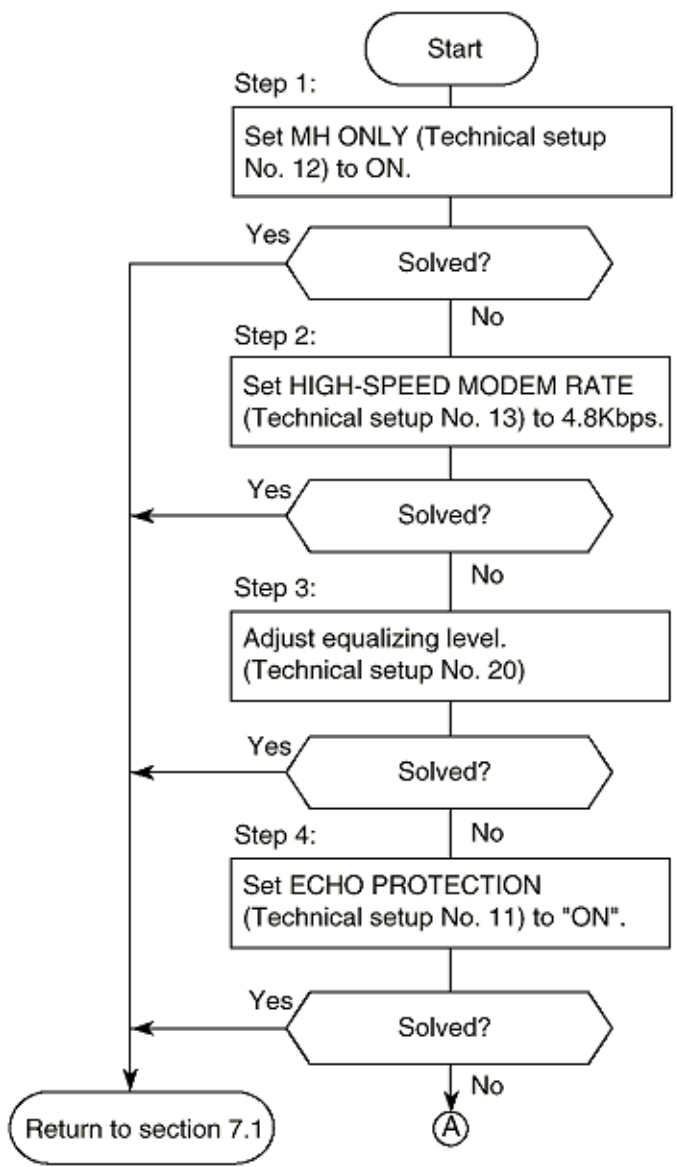 Start
Step 1:
Set MH ONLY (Technical setup
No. 12) to ON.
Yes
Solved?
No
Step 2:
Set HIGH-SPEED MODEM RATE
(Technical setup No. 13) to 4.8Kbps.
Yes
Solved?
No
Step 3:
Adjust equalizing level.
(Technical setup No. 20)
Yes
Solved?
No
Step 4:
Set ECHO PROTECTION
(Technical setup No. 11) to "ON".
Yes
Solved?
No
Return to section 7.1
A